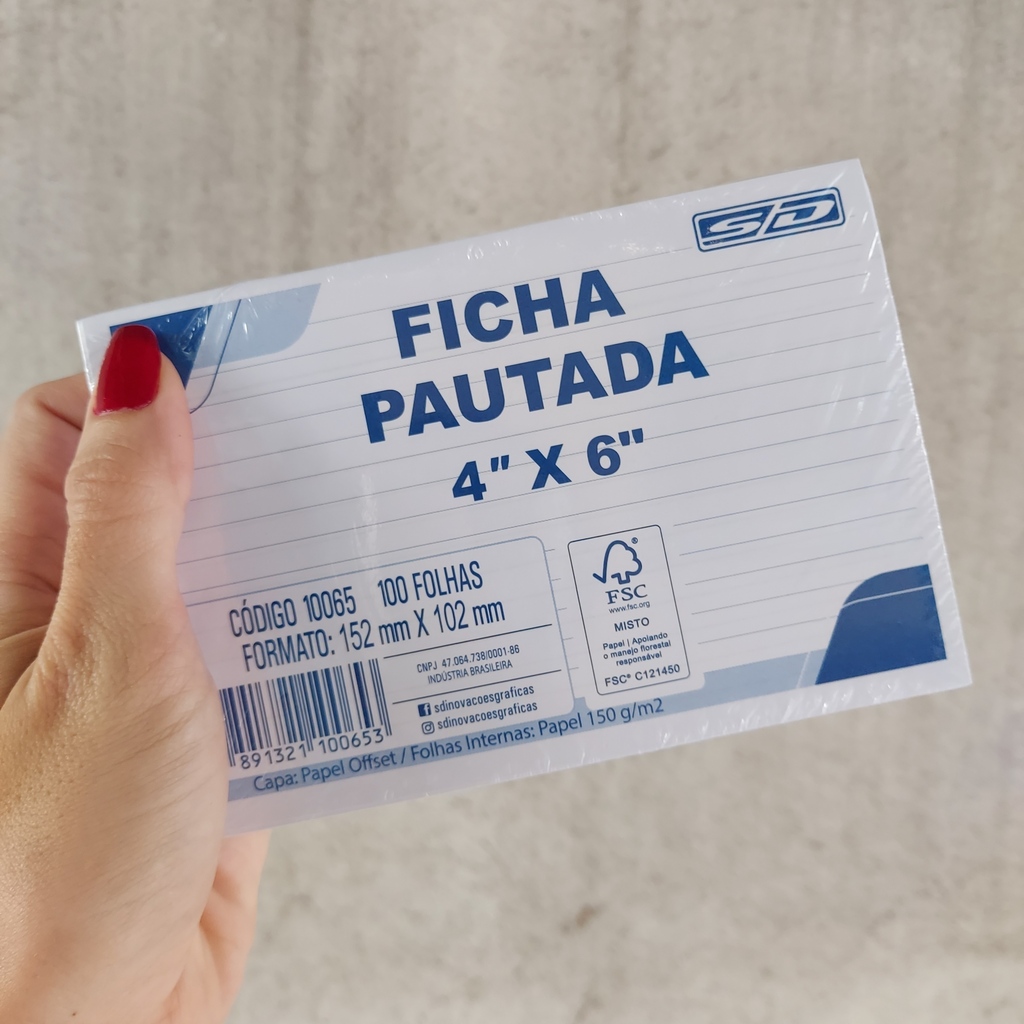 SD
FICHA
PAUTADA
4" X 6"
CÓDIGO 10065 100 FOLHAS
FORMATO: 152 mm X 102 mm
CNPJ 47.064.738/0001-86
INDÚSTRIA BRASILEIRA
sdinovacoesgraficas
sdinovacoesgraficas
891321 100653
FSC®
www.fsc.org
MISTO
Papel | Apoiando
o manejo florestal
responsável
FSC® C121450
Capa: Papel Offset / Folhas Internas: Papel 150 g/m2